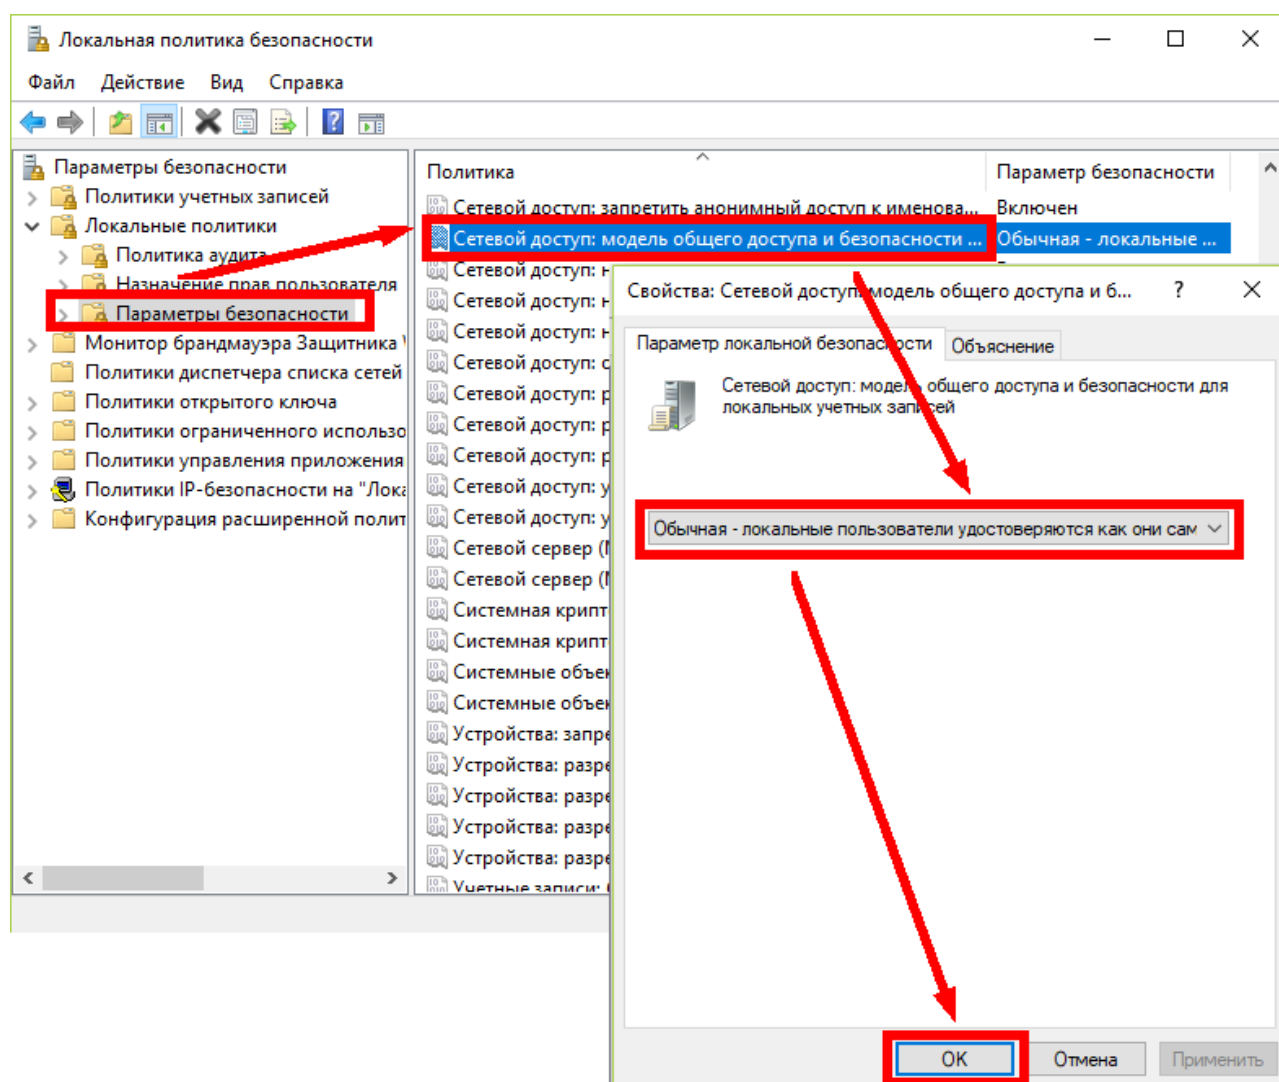 Локальная политика безопасности
Файл Действие Вид Справка
Параметры безопасности
Политики учетных записей
Локальные политики
Политика аудита
Назначение прав пользователя
Параметры безопасности
Монитор брандмауэра Защитника
Политики диспетчера списка сетей
Политики открытого ключа
Политики ограниченного использо
Политики управления приложения
Политики IP-безопасности на "Лока
Конфигурация расширенной полит
Политика Параметр безопасности
Сетевой доступ: запретить анонимный доступ к именова... Включен
Сетевой доступ: модель общего доступа и безопасности ... Обычная - локальные ...
Сетевой доступ: н
Сетевой доступ: н
Сетевой доступ: н
Сетевой доступ: с
Сетевой доступ: р
Сетевой доступ: р
Сетевой доступ: р
Сетевой доступ: у
Сетевой доступ: у
Сетевой сервер (
Сетевой сервер (
Системная крипт
Системная крипт
Системные объек
Системные объек
Устройства: запре
Устройства: разре
Устройства: разре
Устройства: разре
Устройства: разре
Учетные записи:
Свойства: Сетевой доступ: модель общего доступа и б... ?
Параметр локальной безопасности Объяснение
Сетевой доступ: модель общего доступа и безопасности для
локальных учетных записей
Обычная - локальные пользователи удостоверяются как они сам
OK Отмена Применить